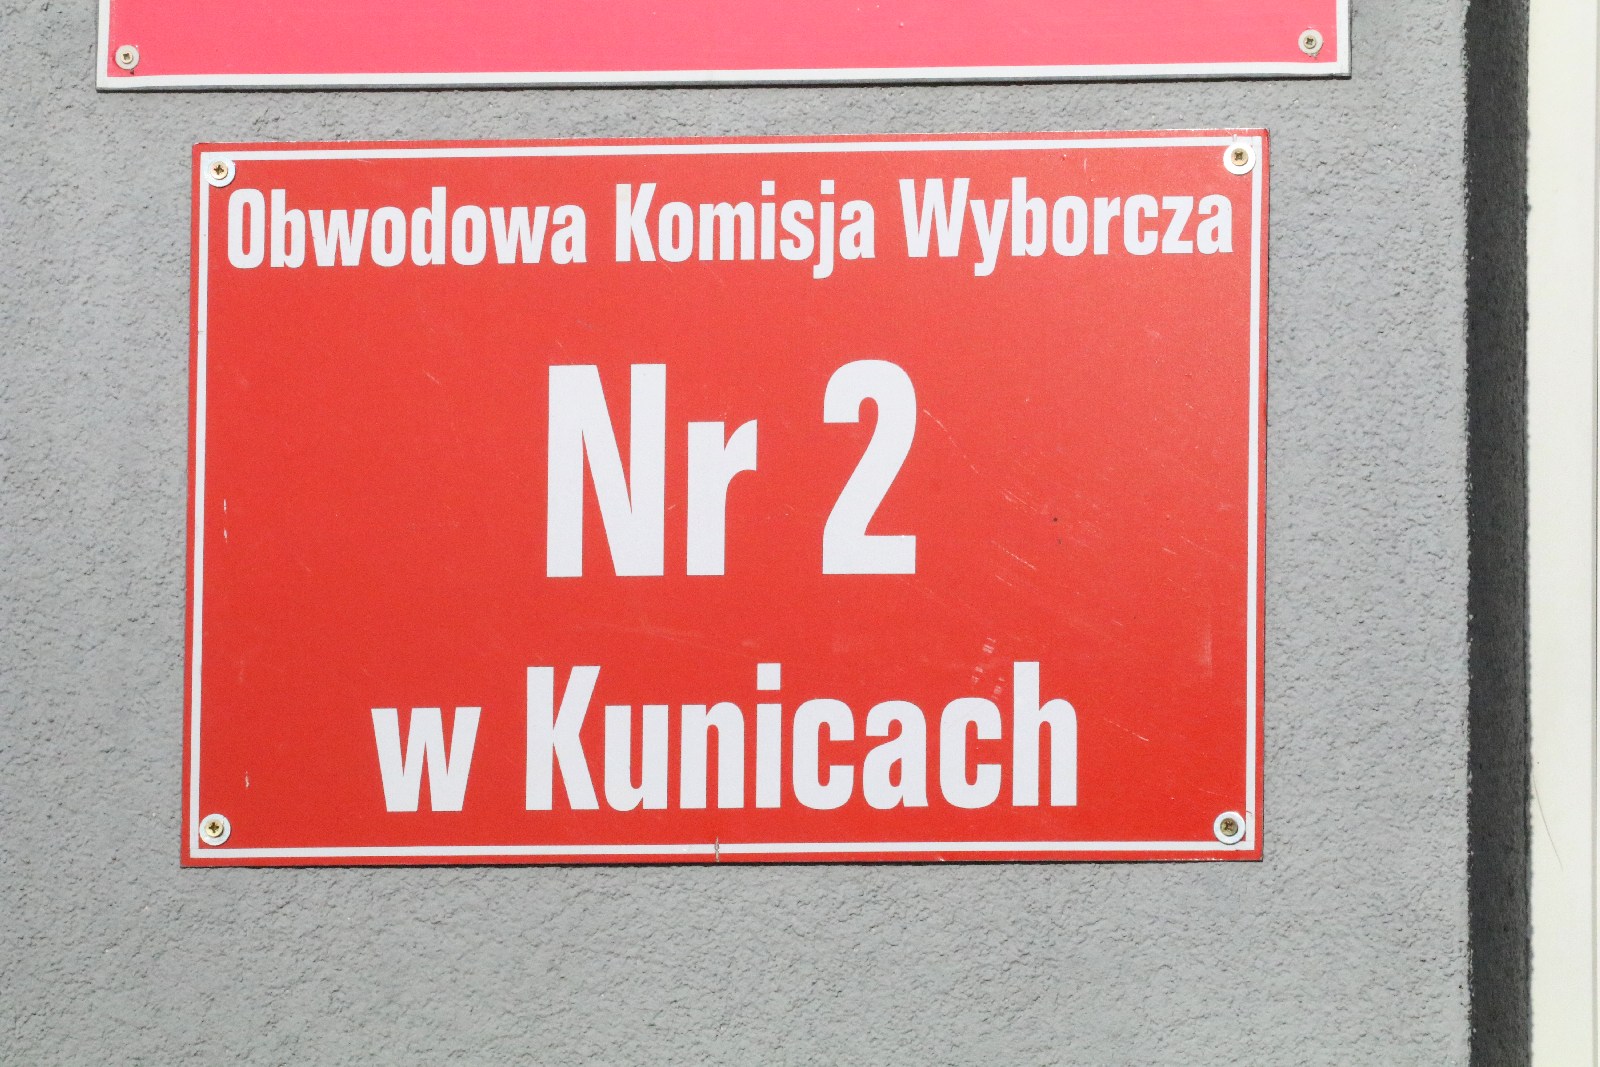 Obwodowa Komisja Wyborcza
Nr 2
w Kunicach